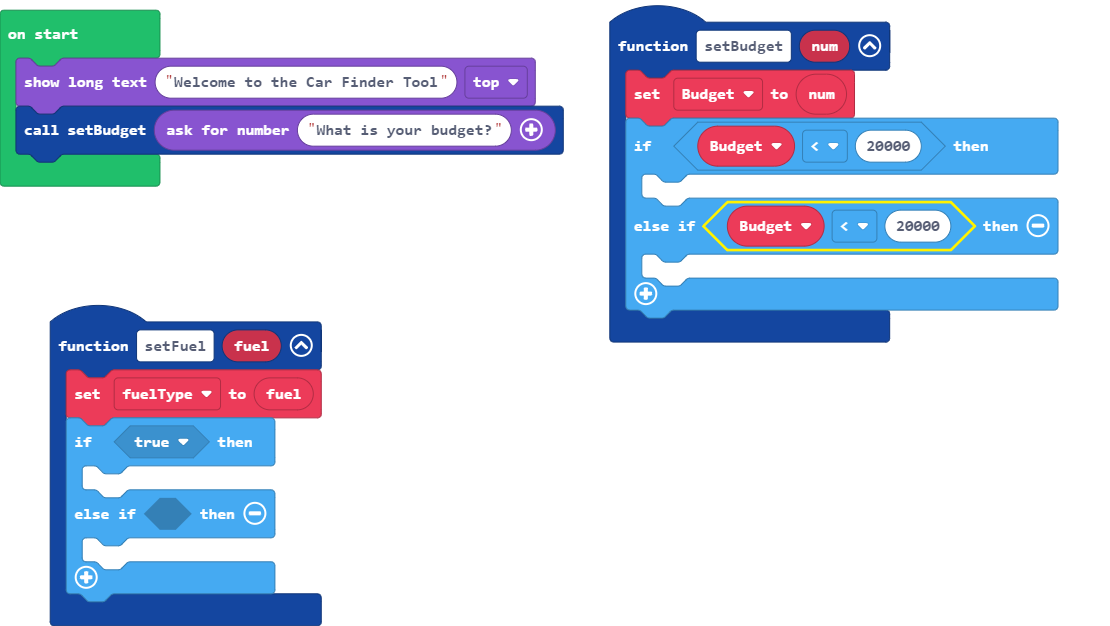 on start
show long text "Welcome to the Car Finder Tool" top
call setBudget ask for number "What is your budget?"
function setBudget num
set Budget to num
if Budget < 20000 then
else if Budget < 20000 then
function setFuel fuel
set fuelType to fuel
if true then
else if then